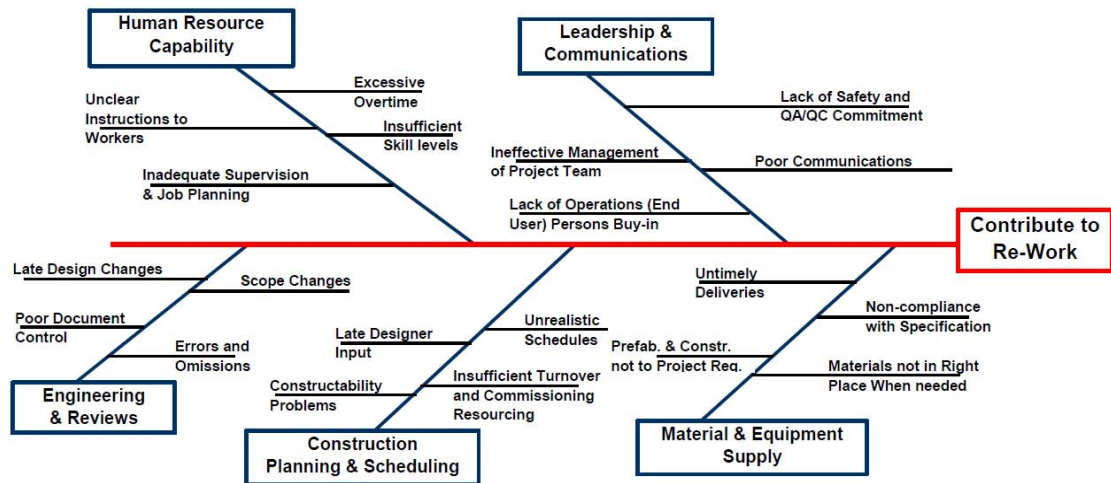 Human Resource
Capability
Leadership &
Communications
Excessive
Overtime
Unclear
Instructions to
Workers
Insufficient
Skill levels
Inadequate Supervision
& Job Planning
Lack of Safety and
QA/QC Commitment
Ineffective Management
of Project Team
Poor Communications
Lack of Operations (End
User) Persons Buy-in
Contribute to
Re-Work
Late Design Changes
Scope Changes
Poor Document
Control
Errors and
Omissions
Engineering
& Reviews
Late Designer
Input
Unrealistic
Schedules
Constructability
Problems
Insufficient Turnover
and Commissioning
Resourcing
Construction
Planning & Scheduling
Untimely
Deliveries
Non-compliance
with Specification
Prefab. & Constr.
not to Project Req.
Materials not in Right
Place When needed
Material & Equipment
Supply